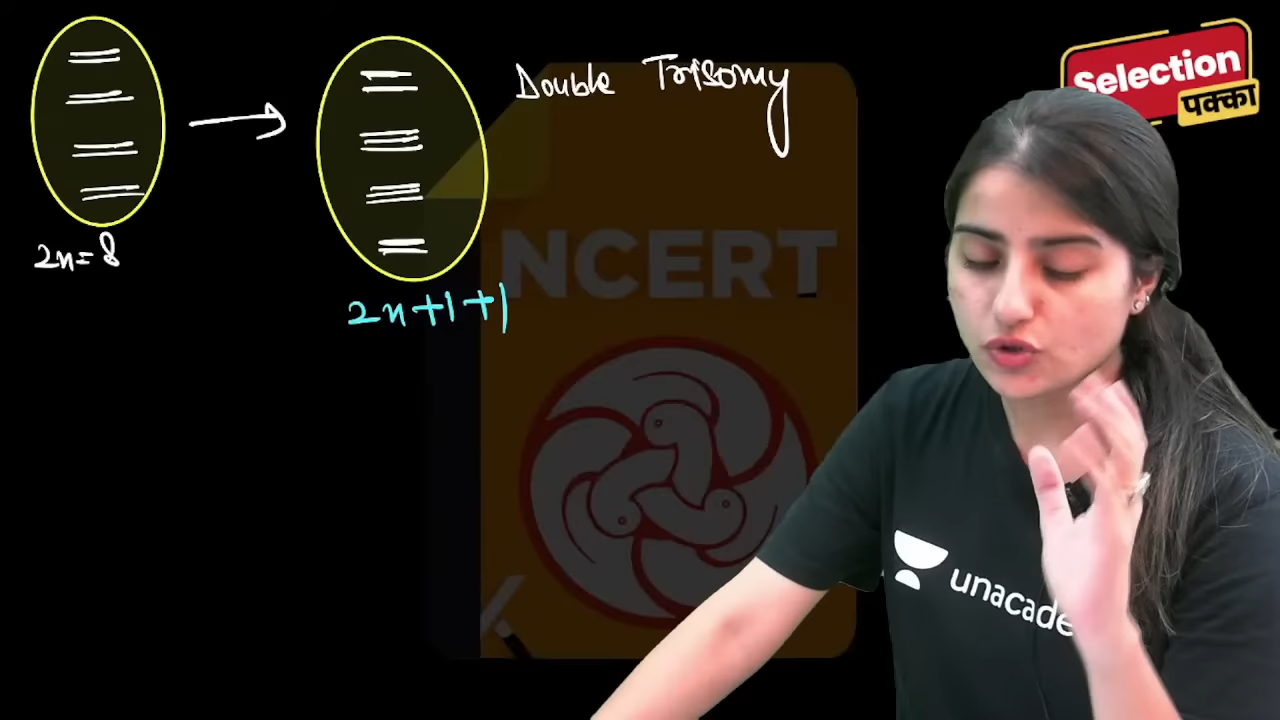 Double Trisomy
2n=8
2n+1+1
NCERT
Selection
पक्का
unacade